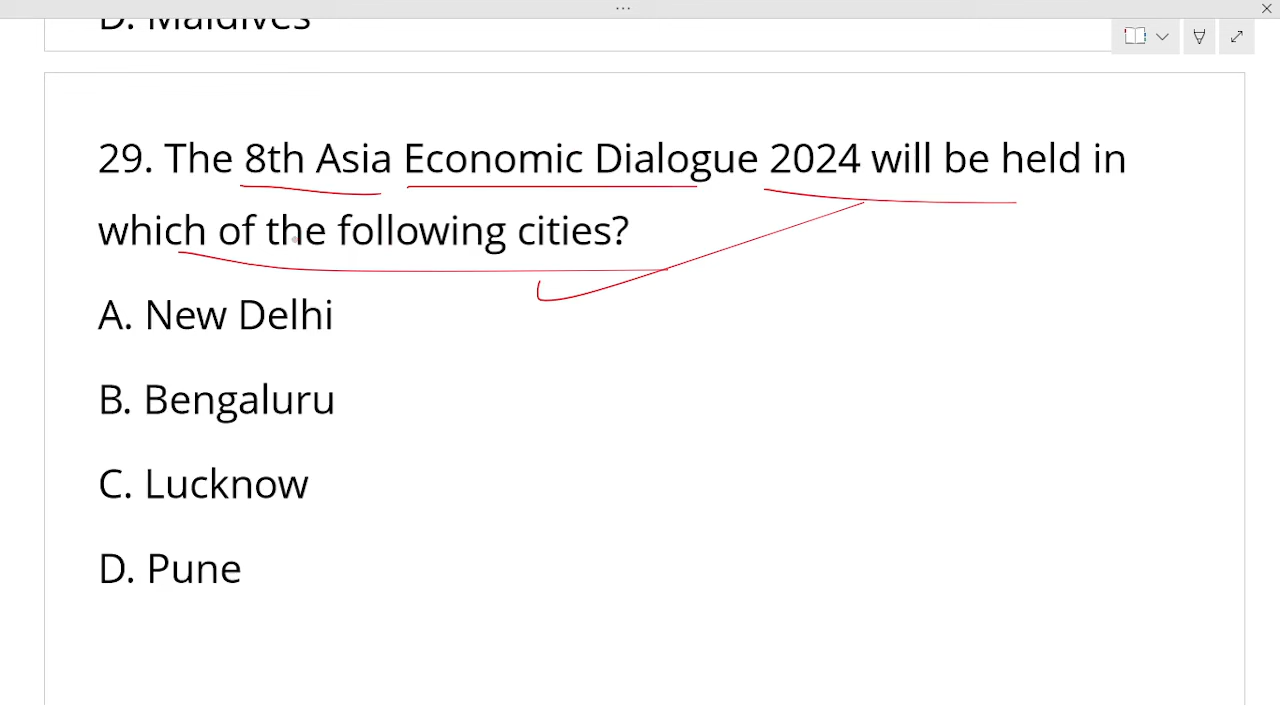 D. Maldives
29. The 8th Asia Economic Dialogue 2024 will be held in
which of the following cities?
A. New Delhi
B. Bengaluru
C. Lucknow
D. Pune